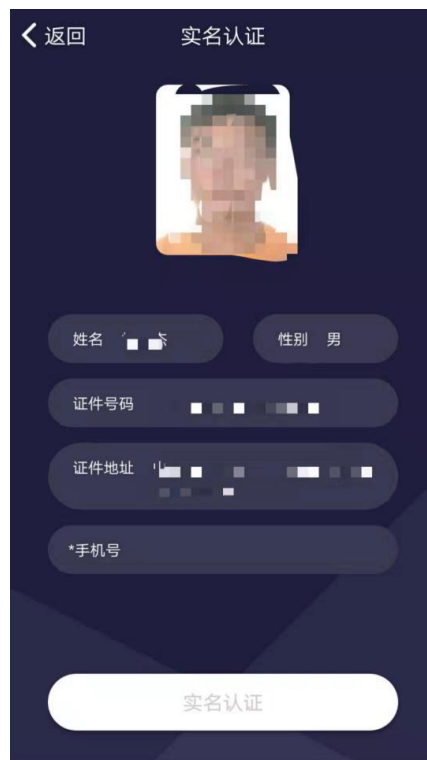 返回 实名认证
姓名 性别 男
证件号码
证件地址
*手机号
实名认证